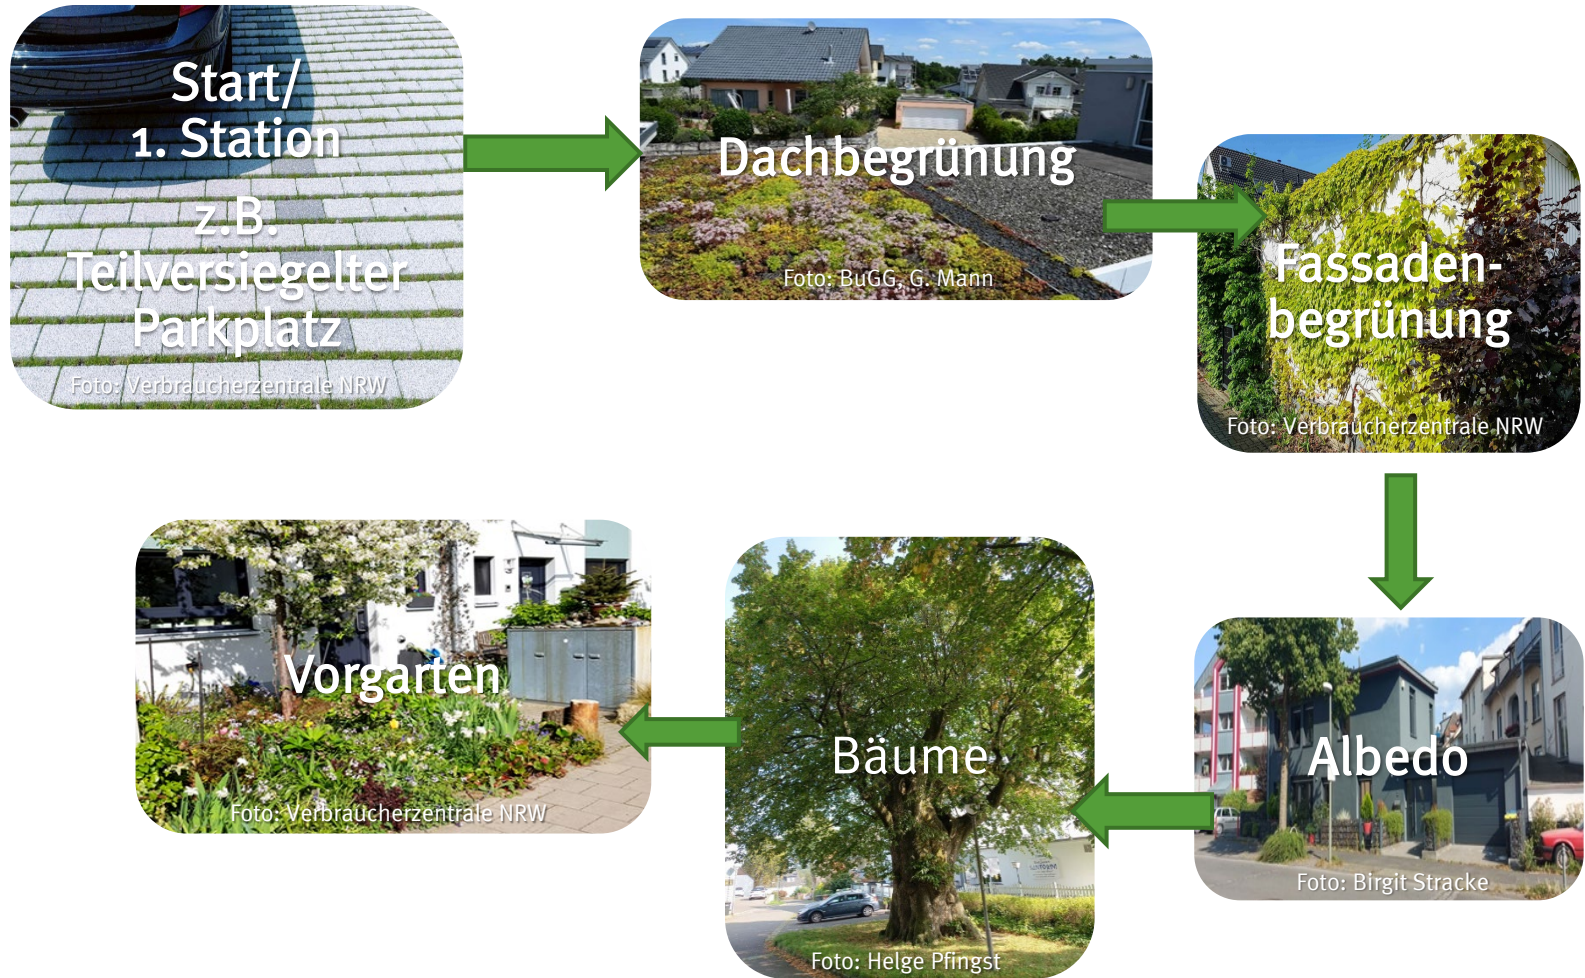 Start/
1. Station
z.B.
Teilversiegelter
Parkplatz
Foto: Verbraucherzentrale NRW
Dachbegrünung
Foto: BuGG, G. Mann
Fassaden-
begrünung
Foto: Verbraucherzentrale NRW
Albedo
Foto: Birgit Stracke
Bäume
Foto: Helge Pfingst
Vorgarten
Foto: Verbraucherzentrale NRW